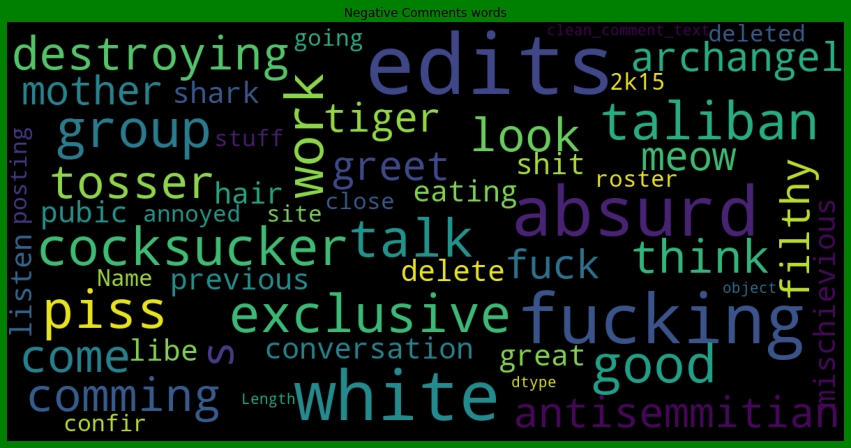 Negative Comments words
going
clean_comment_text
deleted
destroying
edits
archangel
mother
shark
work
2k15
group
stuff
tiger
look
taliban
posting
tosser
hair
greet
shit
meow
roster
filthy
pubic
annoyed
site
close
eating
absurd
mischievious
listen
cocksucker
talk
think
Name
previous
delete
fuck
object
piss
exclusive
fucking
come
libe
s
conversation
great
good
comming
Length
white
dtype
antisemmitian
confir